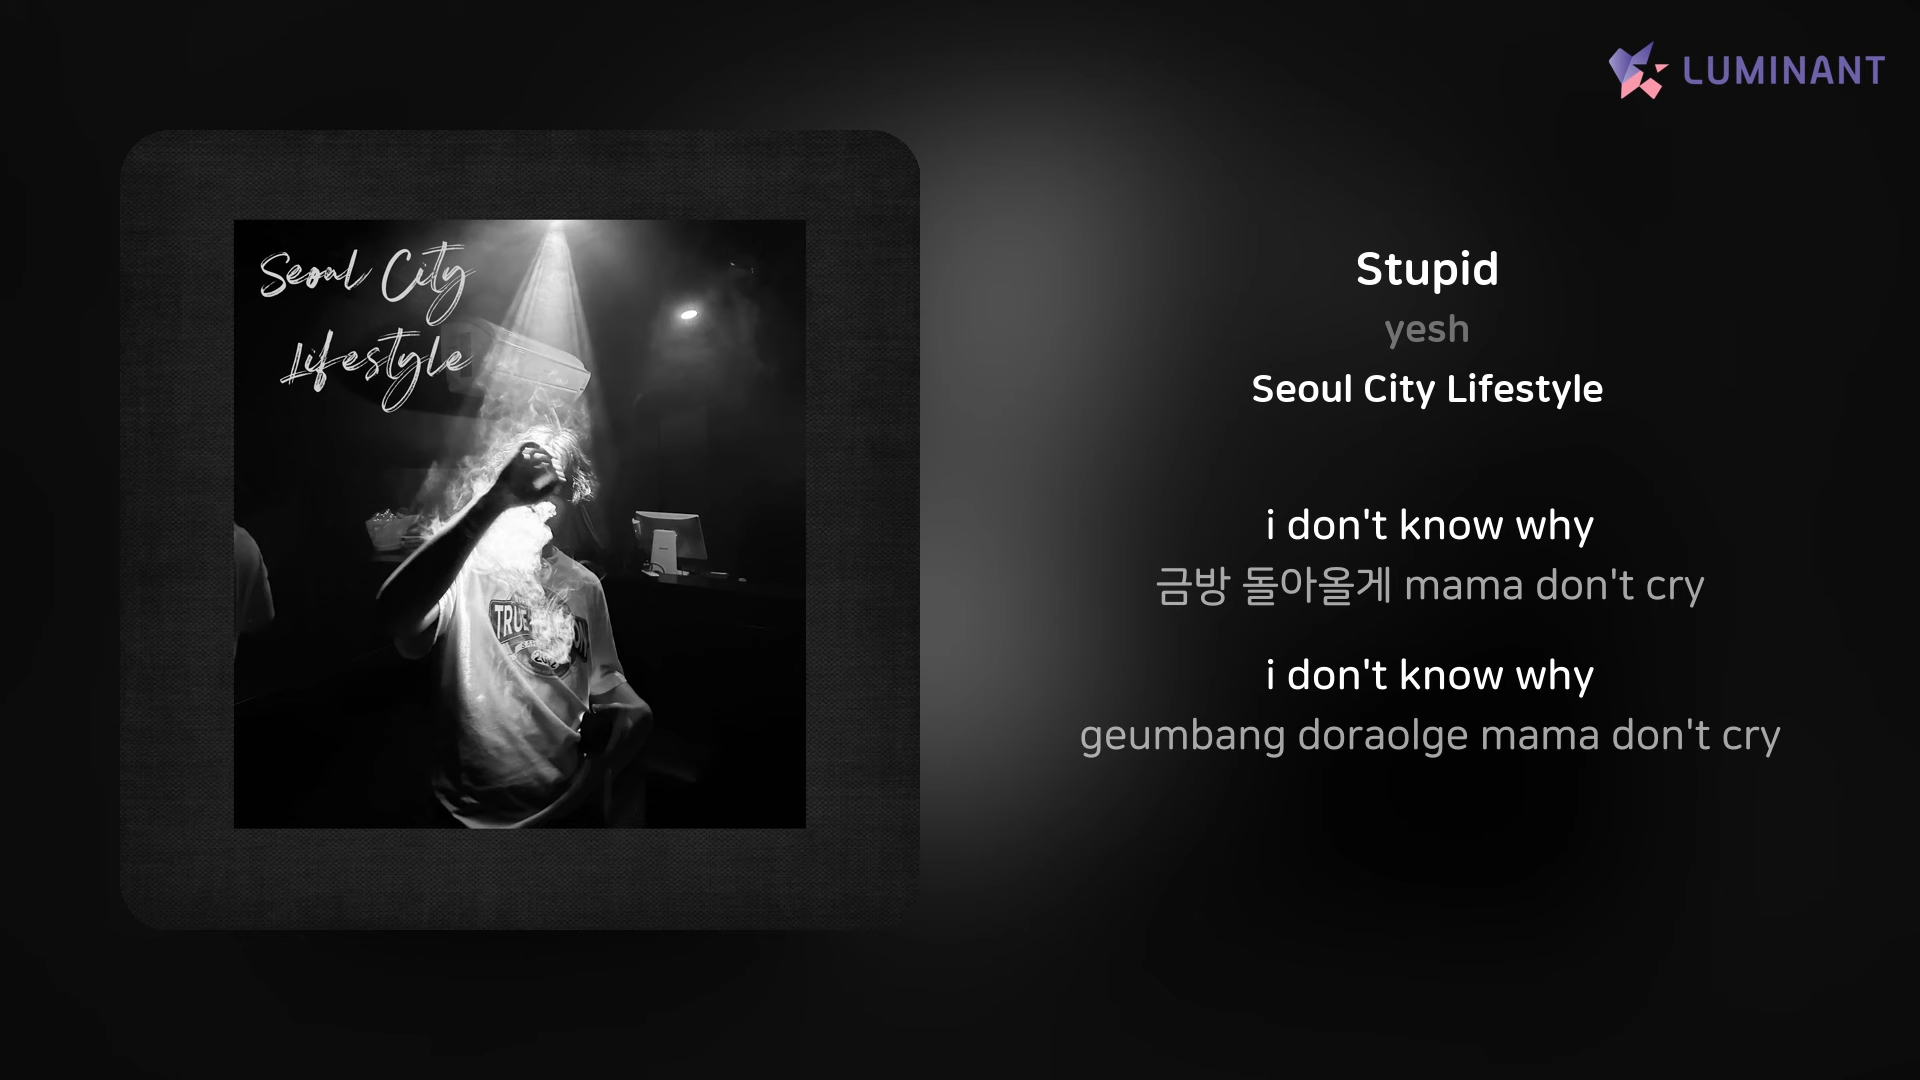 LUMINANT
Seoul City
Lifestyle
TRUE
Stupid
yesh
Seoul City Lifestyle
i don't know why
금방 돌아올게 mama don't cry
i don't know why
geumbang doraolge mama don't cry